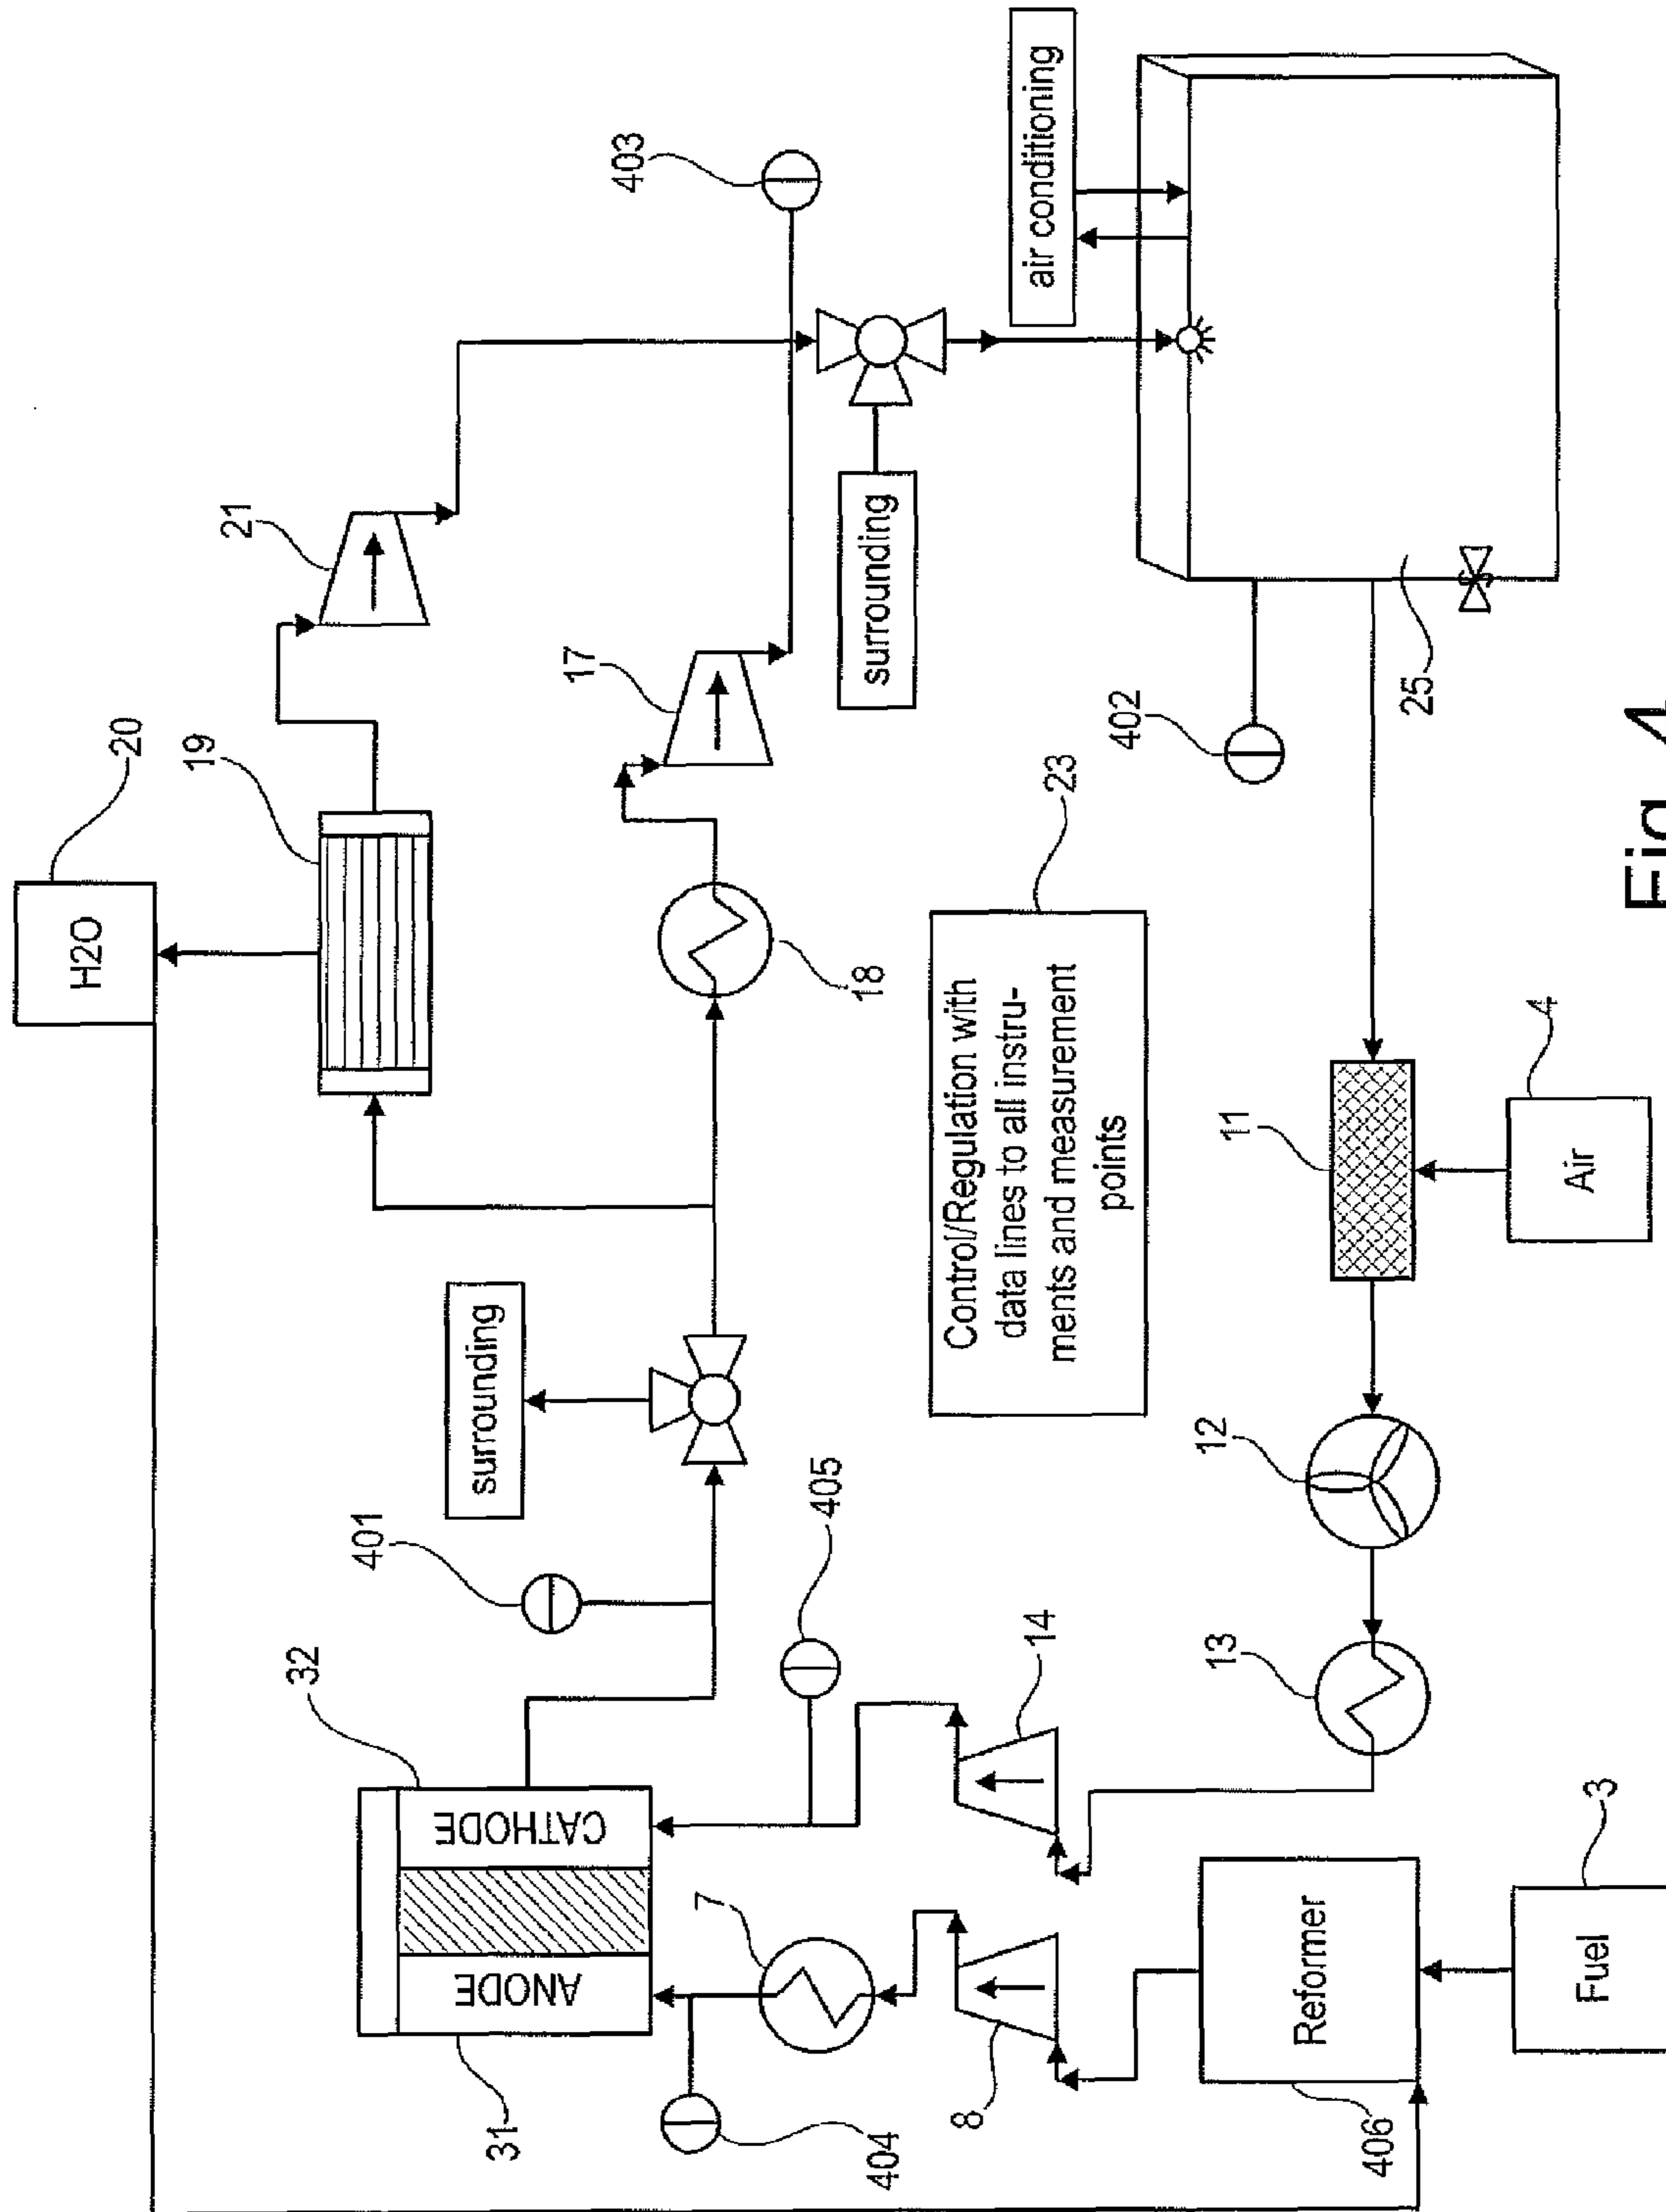 H2O
20
19
21
32
401
surrounding
31
ANODE
CATHODE
17
403
7
405
18
surrounding
404
8
14
Control/Regulation with
data lines to all instru-
ments and measurement
points
23
air conditioning
402
13
12
11
Reformer
406
25
4
Air
Fuel
3
Fig. 4